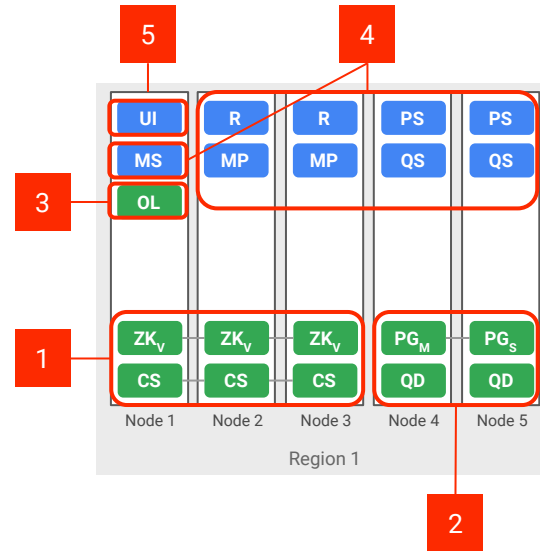 5 4
UI R R PS PS
MS MP MP QS QS
3 OL
1 ZKV ZKV ZKV PGM PGS
CS CS CS QD QD
Node 1 Node 2 Node 3 Node 4 Node 5
Region 1
2